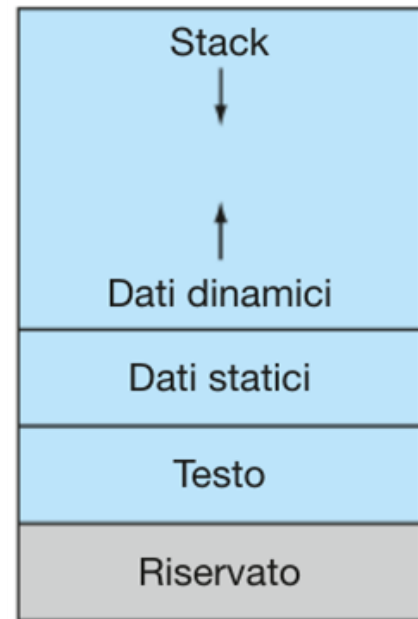 Stack
Dati dinamici
Dati statici
Testo
Riservato